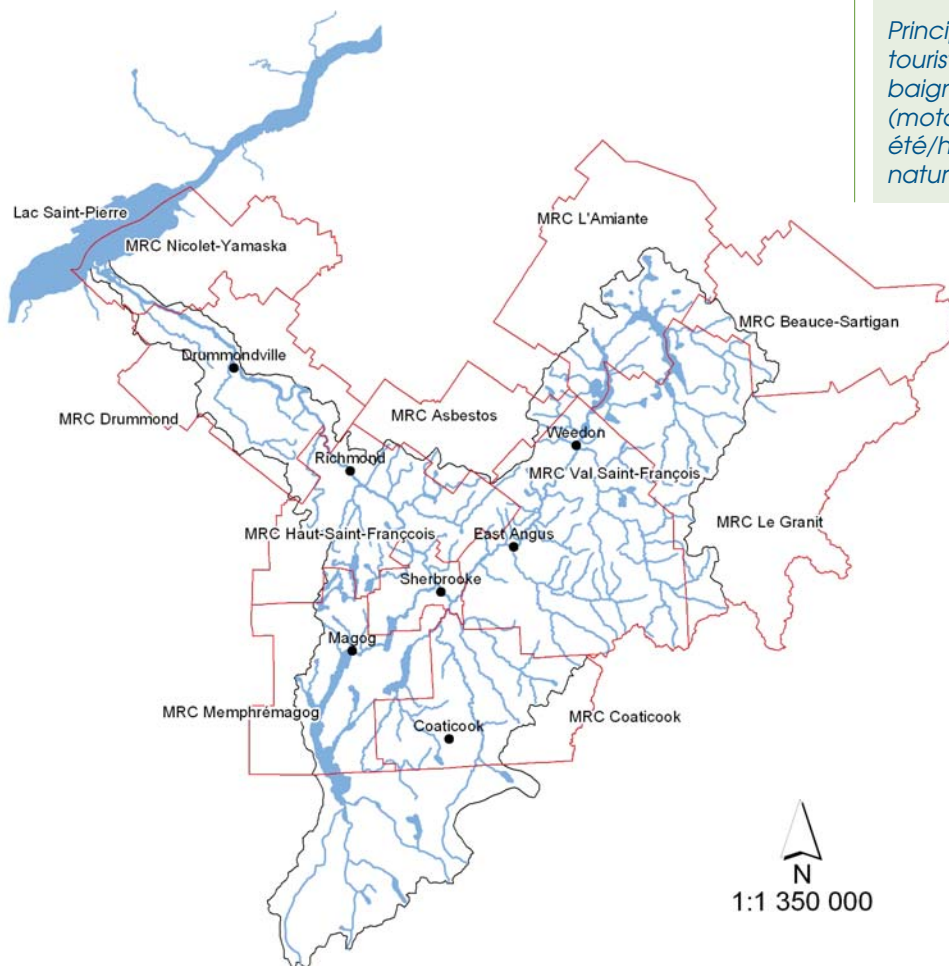 Lac Saint-Pierre
MRC Nicolet-Yamaska
MRC L'Amiante
MRC Beauce-Sartigan
Drummondville
MRC Drummond
MRC Asbestos
Weedon
Richmond
MRC Val Saint-François
MRC Haut-Saint-Françcois
East Angus
MRC Le Granit
Sherbrooke
Magog
MRC Memphrémagog
Coaticook
MRC Coaticook
N
1:1 350 000
Princip
touris
baign
(moto
été/h
natur